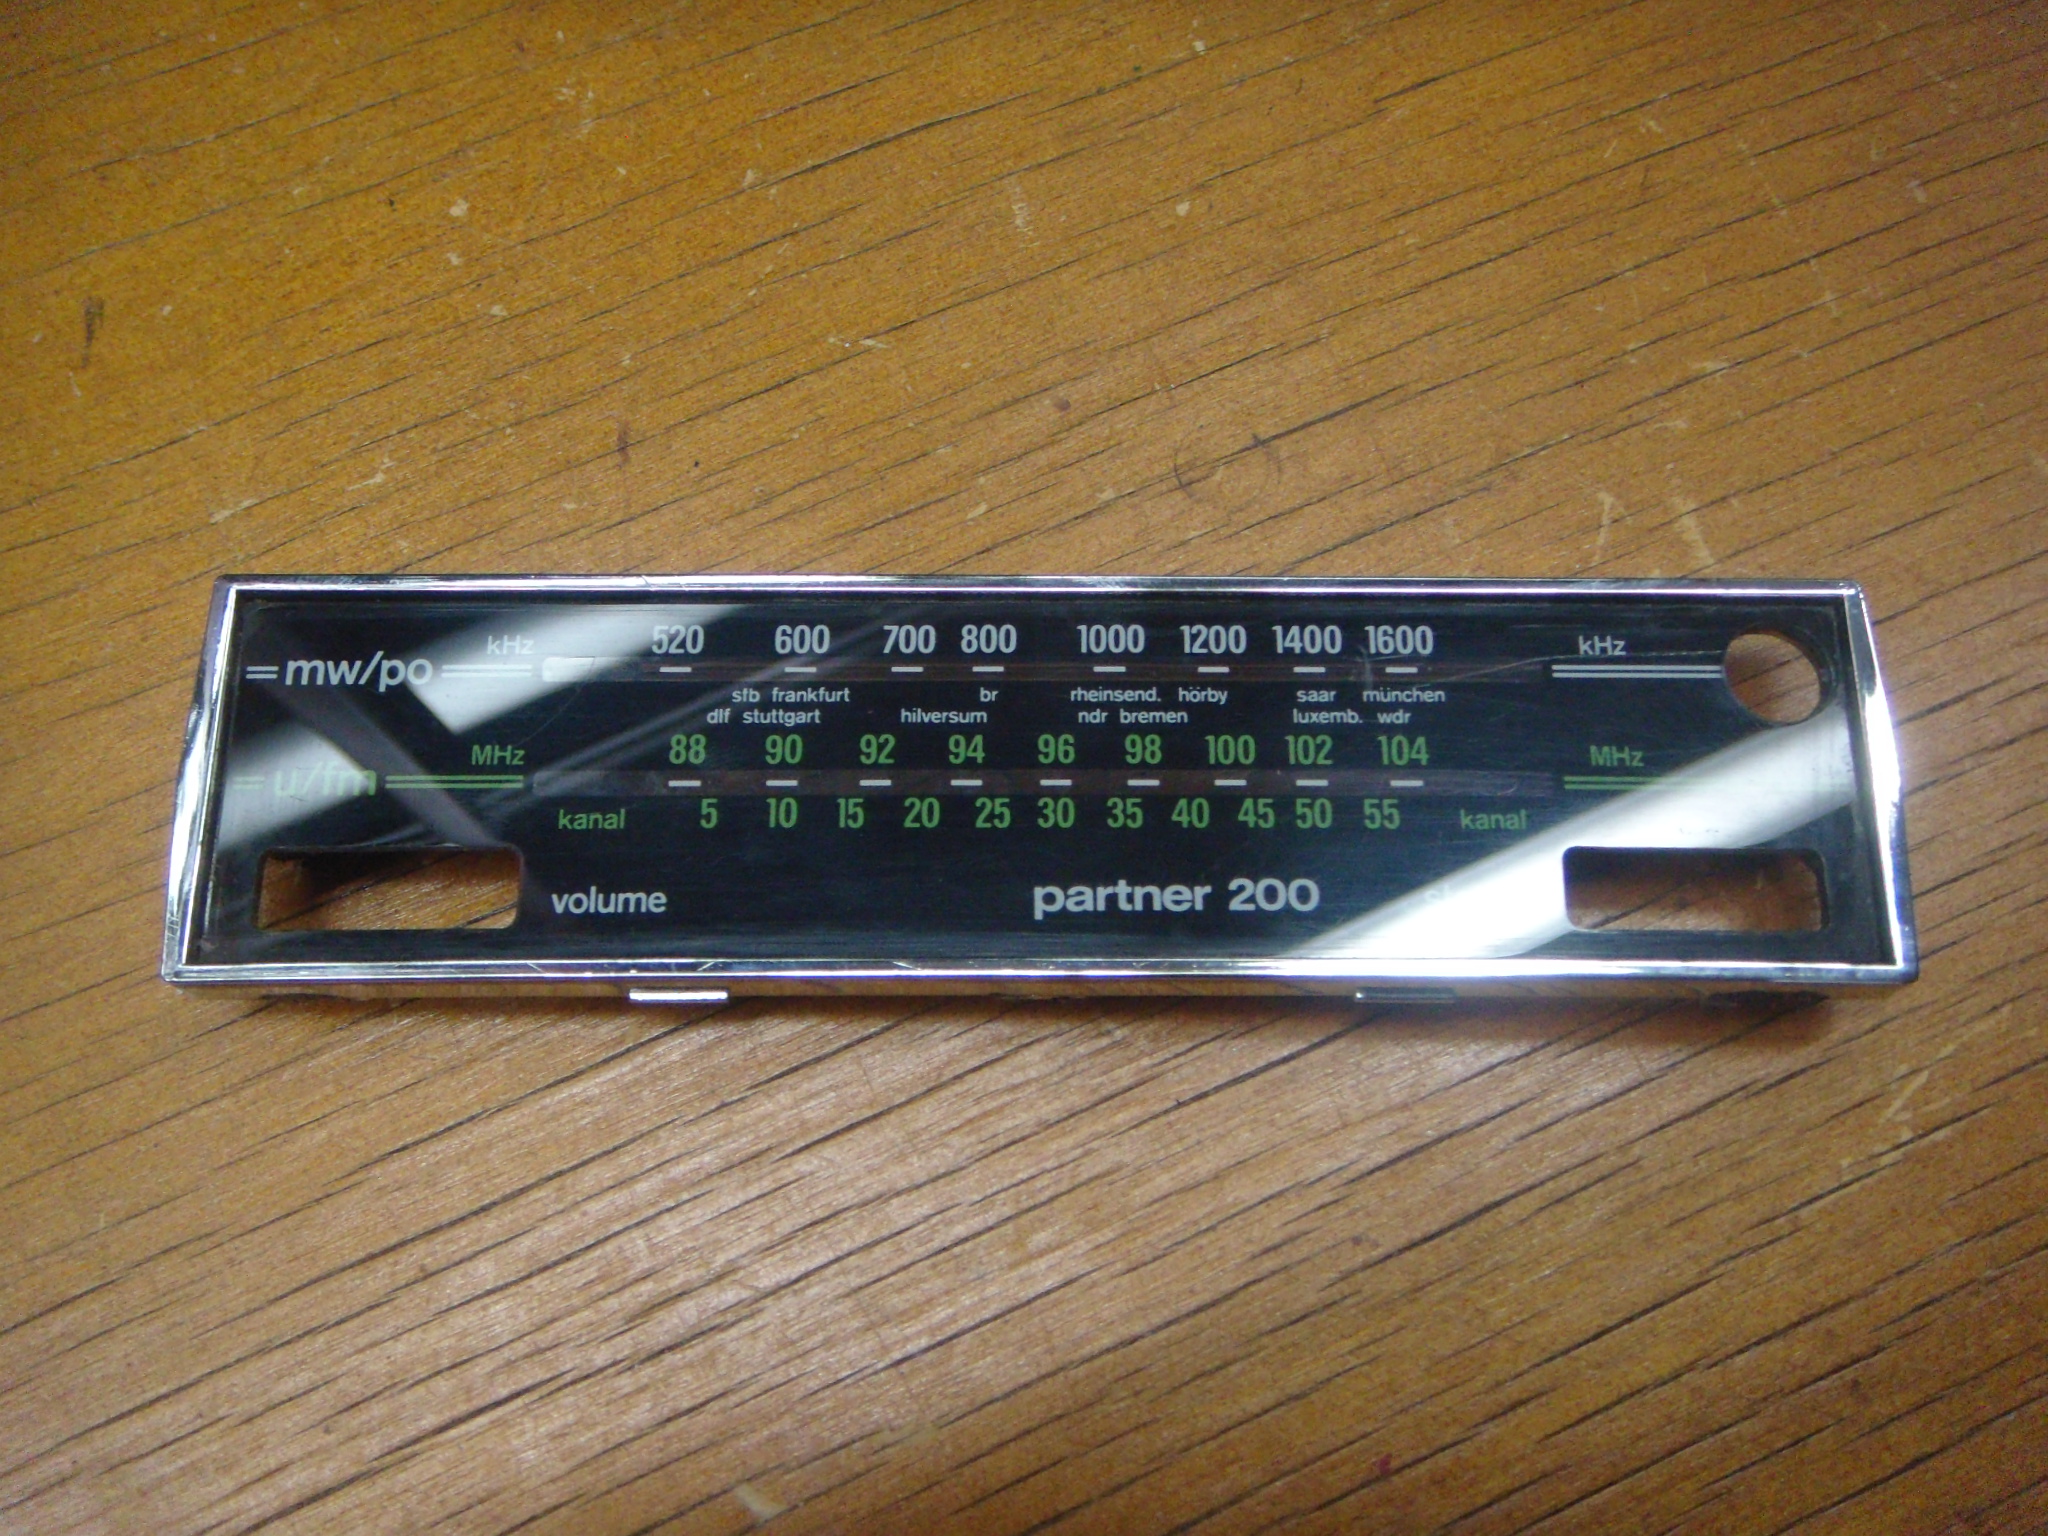 kHz 520 600 700 800 1000 1200 1400 1600 kHz
mw/po
sfb frankfurt br rheinsend. hörby saar münchen
dlf stuttgart hilversum ndr bremen luxemb. wdr
MHz 88 90 92 94 96 98 100 102 104 MHz
u/fm
kanal 5 10 15 20 25 30 35 40 45 50 55 kanal
volume partner 200